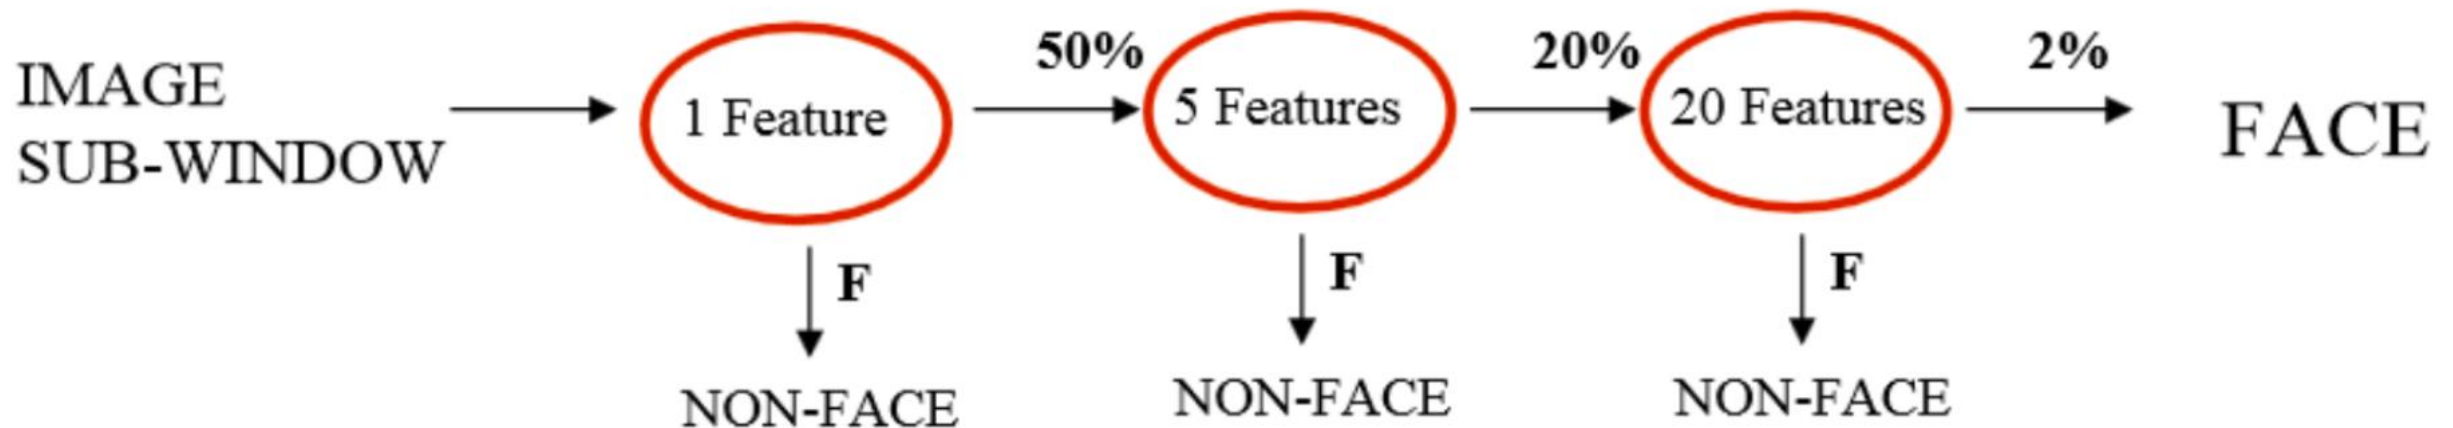 IMAGE
SUB-WINDOW
1 Feature
50%
5 Features
20%
20 Features
2%
FACE
F
F
F
NON-FACE
NON-FACE
NON-FACE